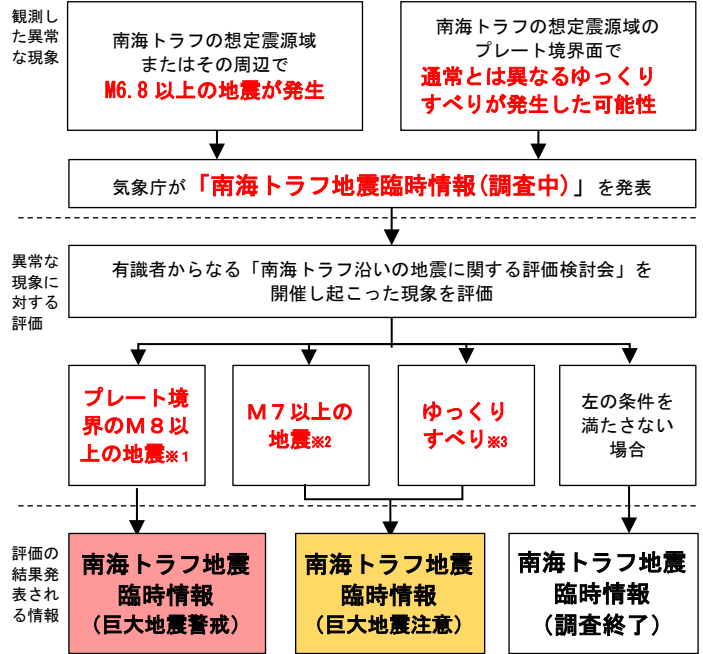 観測し
た異常
な現象
南海トラフの想定震源域
またはその周辺で
M6.8以上の地震が発生
南海トラフの想定震源域の
プレート境界面で
通常とは異なるゆっくり
すべりが発生した可能性
気象庁が「南海トラフ地震臨時情報(調査中)」を発表
異常な
現象に
対する
評価
有識者からなる「南海トラフ沿いの地震に関する評価検討会」を
開催し起こった現象を評価
プレート境
界のM8以
上の地震※1
M7以上の
地震※2
ゆっくり
すべり※3
左の条件を
満たさない
場合
評価の
結果発
表され
る情報
南海トラフ地震
臨時情報
(巨大地震警戒)
南海トラフ地震
臨時情報
(巨大地震注意)
南海トラフ地震
臨時情報
(調査終了)